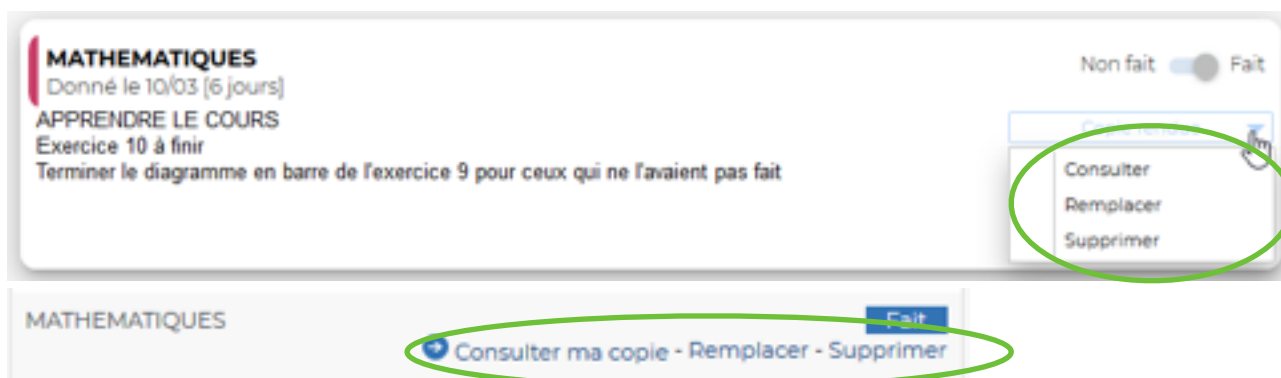 MATHEMATIQUES
Non fait Fait
Donné le 10/03 [6 jours]
APPRENDRE LE COURS
Exercice 10 à finir
Terminer le diagramme en barre de l'exercice 9 pour ceux qui ne l'avaient pas fait
Consulter
Remplacer
Supprimer
MATHEMATIQUES
Fait
Consulter ma copie - Remplacer - Supprimer